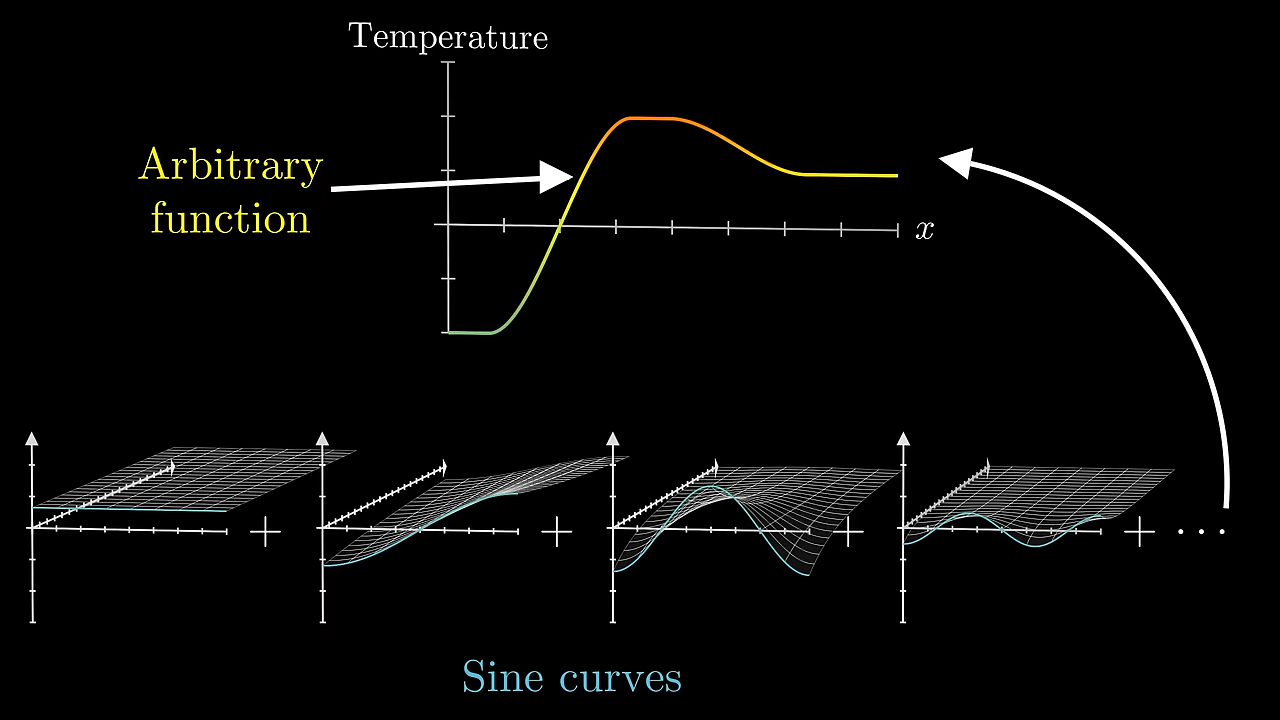 Temperature
Arbitrary
function
x
+ + + + ...
Sine curves